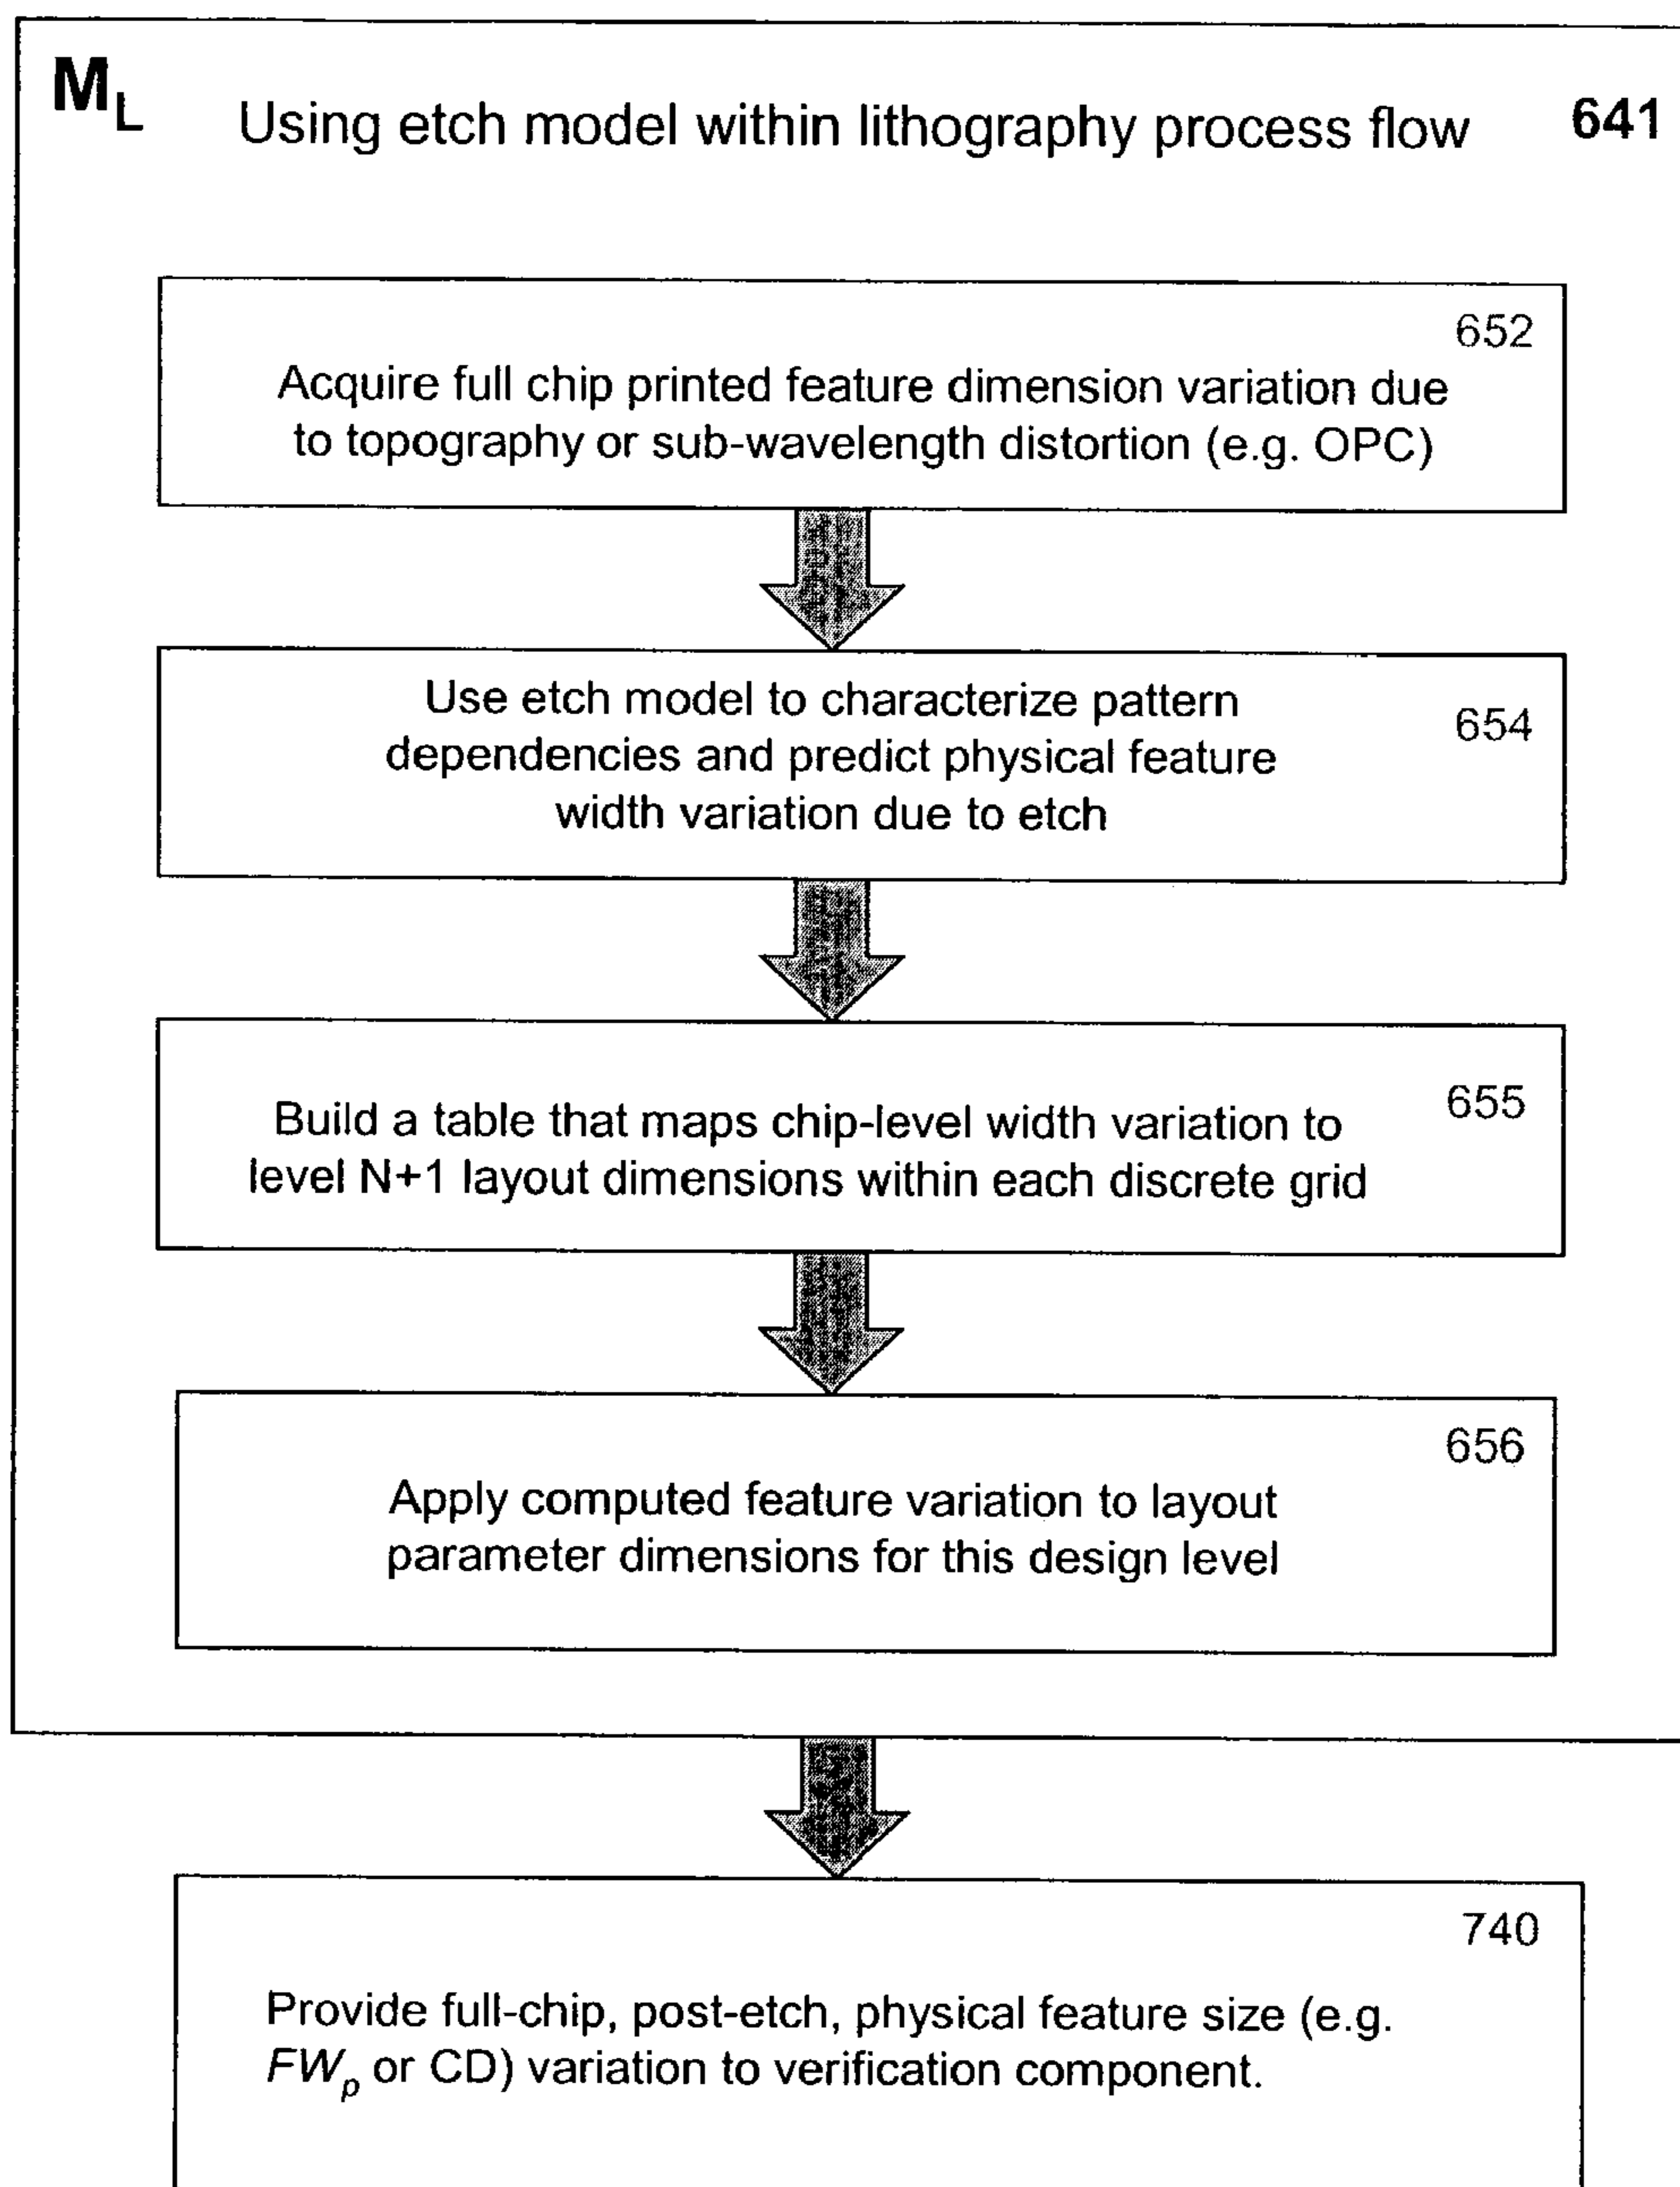 M_L Using etch model within lithography process flow 641
652
Acquire full chip printed feature dimension variation due
to topography or sub-wavelength distortion (e.g. OPC)
Use etch model to characterize pattern
654
dependencies and predict physical feature
width variation due to etch
655
Build a table that maps chip-level width variation to
level N+1 layout dimensions within each discrete grid
656
Apply computed feature variation to layout
parameter dimensions for this design level
740
Provide full-chip, post-etch, physical feature size (e.g.
FW_p or CD) variation to verification component.